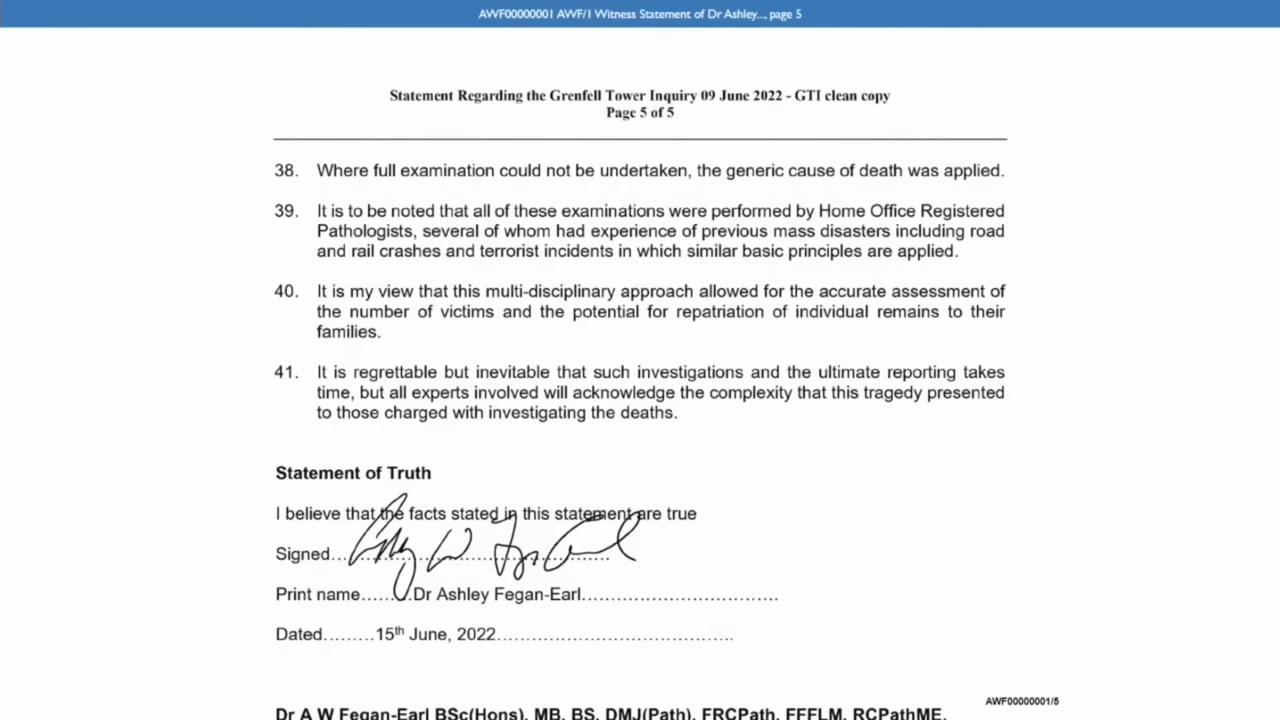 AWF00000001 AWF/1 Witness Statement of Dr Ashley..., page 5
Statement Regarding the Grenfell Tower Inquiry 09 June 2022 - GTI clean copy
Page 5 of 5
38. Where full examination could not be undertaken, the generic cause of death was applied.
39. It is to be noted that all of these examinations were performed by Home Office Registered
Pathologists, several of whom had experience of previous mass disasters including road
and rail crashes and terrorist incidents in which similar basic principles are applied.
40. It is my view that this multi-disciplinary approach allowed for the accurate assessment of
the number of victims and the potential for repatriation of individual remains to their
families.
41. It is regrettable but inevitable that such investigations and the ultimate reporting takes
time, but all experts involved will acknowledge the complexity that this tragedy presented
to those charged with investigating the deaths.
Statement of Truth
I believe that the facts stated in this statement are true
Signed...
Print name........Dr Ashley Fegan-Earl.................................
Dated.........15th June, 2022.......................................
AWF00000001/5
Dr A W Fegan-Earl BSc(Hons), MB, BS, DMJ(Path), FRCPath, FFFLM, RCPathME,